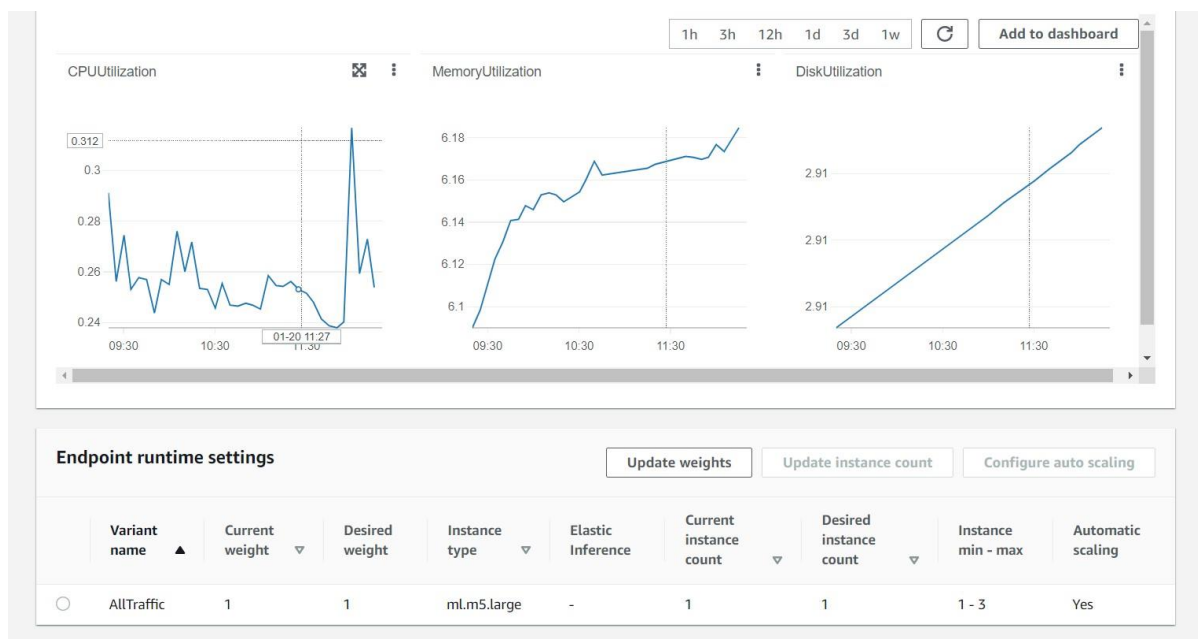 1h 3h 12h 1d 3d 1w Add to dashboard
CPUUtilization
0.312
0.3
0.28
0.26
0.24
09:30 10:30 11:30
01-20 11:27
MemoryUtilization
6.18
6.16
6.14
6.12
6.1
09:30 10:30 11:30
DiskUtilization
2.91
2.91
2.91
09:30 10:30 11:30
Endpoint runtime settings
Update weights Update instance count Configure auto scaling
Variant name Current weight Desired weight Instance type Elastic Inference Current instance count Desired instance count Instance min - max Automatic scaling
AllTraffic 1 1 ml.m5.large - 1 1 1 - 3 Yes